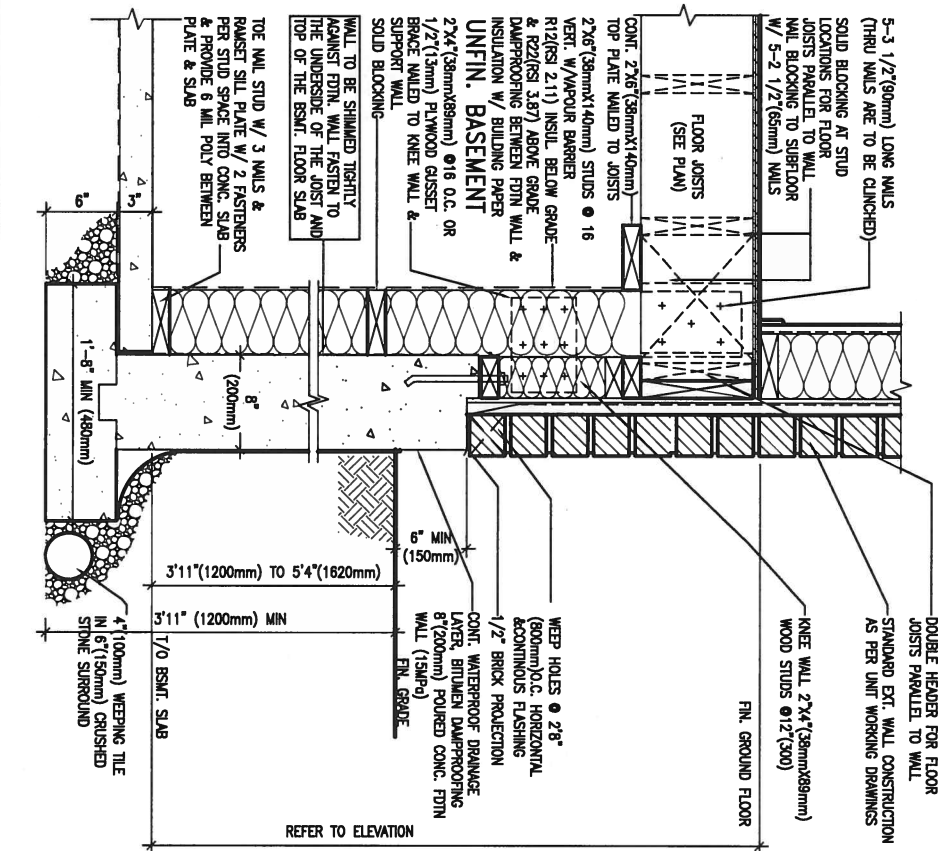 5-3 1/2"(90mm) LONG NAILS
(THRU NAILS ARE TO BE CLINCHED)
SOLID BLOCKING AT STUD
LOCATIONS FOR FLOOR
JOISTS PARALLEL TO WALL
NAIL BLOCKING TO SUBFLOOR
W/ 5-2 1/2"(65mm) NAILS
FLOOR JOISTS
(SEE PLAN)
CONT. 2"X6"(38mmX140mm)
TOP PLATE NAILED TO JOISTS
2"X6"(38mmX140mm) STUDS @ 16
VERT. W/VAPOUR BARRIER
R12(RSI 2.11) INSUL BELOW GRADE
& R22(RSI 3.87) ABOVE GRADE
DAMPPROOFING BETWEEN FDTN WALL &
INSULATION W/ BUILDING PAPER
UNFIN. BASEMENT
2"X4"(38mmX89mm) @16 O.C. OR
1/2"(13mm) PLYWOOD GUSSET
BRACE NAILED TO KNEE WALL &
SUPPORT WALL
SOLID BLOCKING
WALL TO BE SHIMMED TIGHTLY
AGAINST FDTN. WALL FASTEN TO
THE UNDERSIDE OF THE JOIST AND
TOP OF THE BSMT. FLOOR SLAB
TOE NAIL STUD W/ 3 NAILS &
RAMSET SILL PLATE W/ 2 FASTENERS
PER STUD SPACE INTO CONC. SLAB
& PROVIDE 6 MIL POLY BETWEEN
PLATE & SLAB
6"
3"
1'-8" MIN (480mm)
8"
(200mm)
DOUBLE HEADER FOR FLOOR
JOISTS PARALLEL TO WALL
STANDARD EXT. WALL CONSTRUCTION
AS PER UNIT WORKING DRAWINGS
KNEE WALL 2"X4"(38mmX89mm)
WOOD STUDS @12"(300)
FIN. GROUND FLOOR
WEEP HOLES @ 2'8"
(800mm)O.C. HORIZONTAL
&CONTINOUS FLASHING
1/2" BRICK PROJECTION
CONT. WATERPROOF DRAINAGE
LAYER, BITUMEN DAMPPROOFING
8"(200mm) POURED CONC. FDTN
WALL (15MPa)
FIN. GRADE
6" MIN
(150mm)
3'11"(1200mm) TO 5'4"(1620mm)
3'11" (1200mm) MIN
T/O BSMT. SLAB
4"(100mm) WEEPING TILE
IN 6"(150mm) CRUSHED
STONE SURROUND
REFER TO ELEVATION